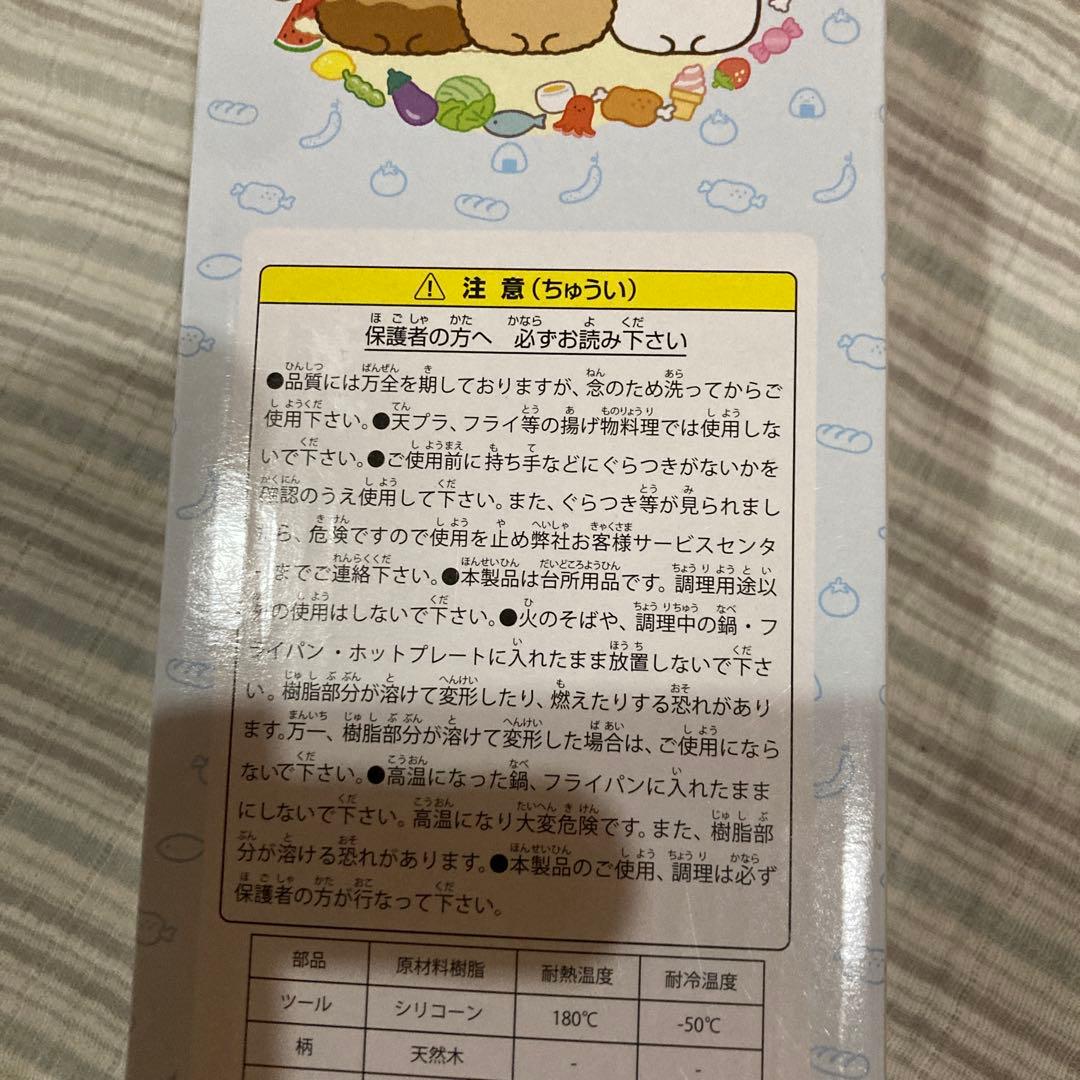 注意(ちゅうい)
保護者の方へ 必ずお読み下さい
●品質には万全を期しておりますが、念のため洗ってからご
使用下さい。●天プラ、フライ等の揚げ物料理では使用しな
いで下さい。●ご使用前に持ち手などにぐらつきがないかを
確認のうえ使用して下さい。また、ぐらつき等が見られまし
ら、危険ですので使用を止め弊社お客様サービスセンタ
ーまでご連絡下さい。●本製品は台所用品です。調理用途以
外の使用はしないで下さい。●火のそばや、調理中の鍋・フ
ライパン・ホットプレートに入れたまま放置しないで下さ
い。樹脂部分が溶けて変形したり、燃えたりする恐れがあり
ます。万一、樹脂部分が溶けて変形した場合は、ご使用になら
ないで下さい。●高温になった鍋、フライパンに入れたまま
にしないで下さい。高温になり大変危険です。また、樹脂部
分が溶ける恐れがあります。●本製品のご使用、調理は必ず
保護者の方が行なって下さい。
部品 原材料樹脂 耐熱温度 耐冷温度
ツール シリコーン 180℃ -50℃
柄 天然木 - -